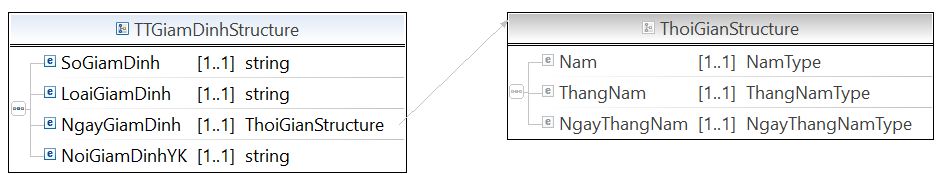 TTGiamDinhStructure
SoGiamDinh [1..1] string
LoaiGiamDinh [1..1] string
NgayGiamDinh [1..1] ThoiGianStructure
NoiGiamDinhYK [1..1] string
ThoiGianStructure
Nam [1..1] NamType
ThangNam [1..1] ThangNamType
NgayThangNam [1..1] NgayThangNamType